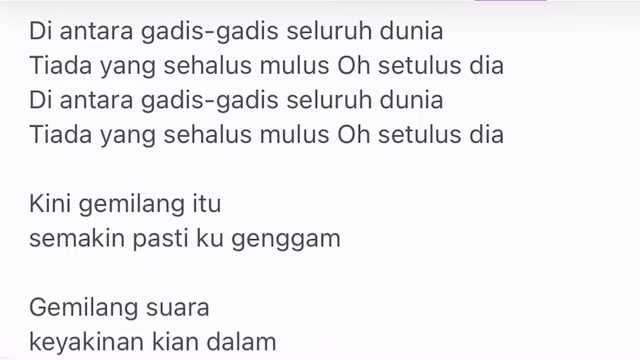 Di antara gadis-gadis seluruh dunia
Tiada yang sehalus mulus Oh setulus dia
Di antara gadis-gadis seluruh dunia
Tiada yang sehalus mulus Oh setulus dia
Kini gemilang itu
semakin pasti ku genggam
Gemilang suara
keyakinan kian dalam